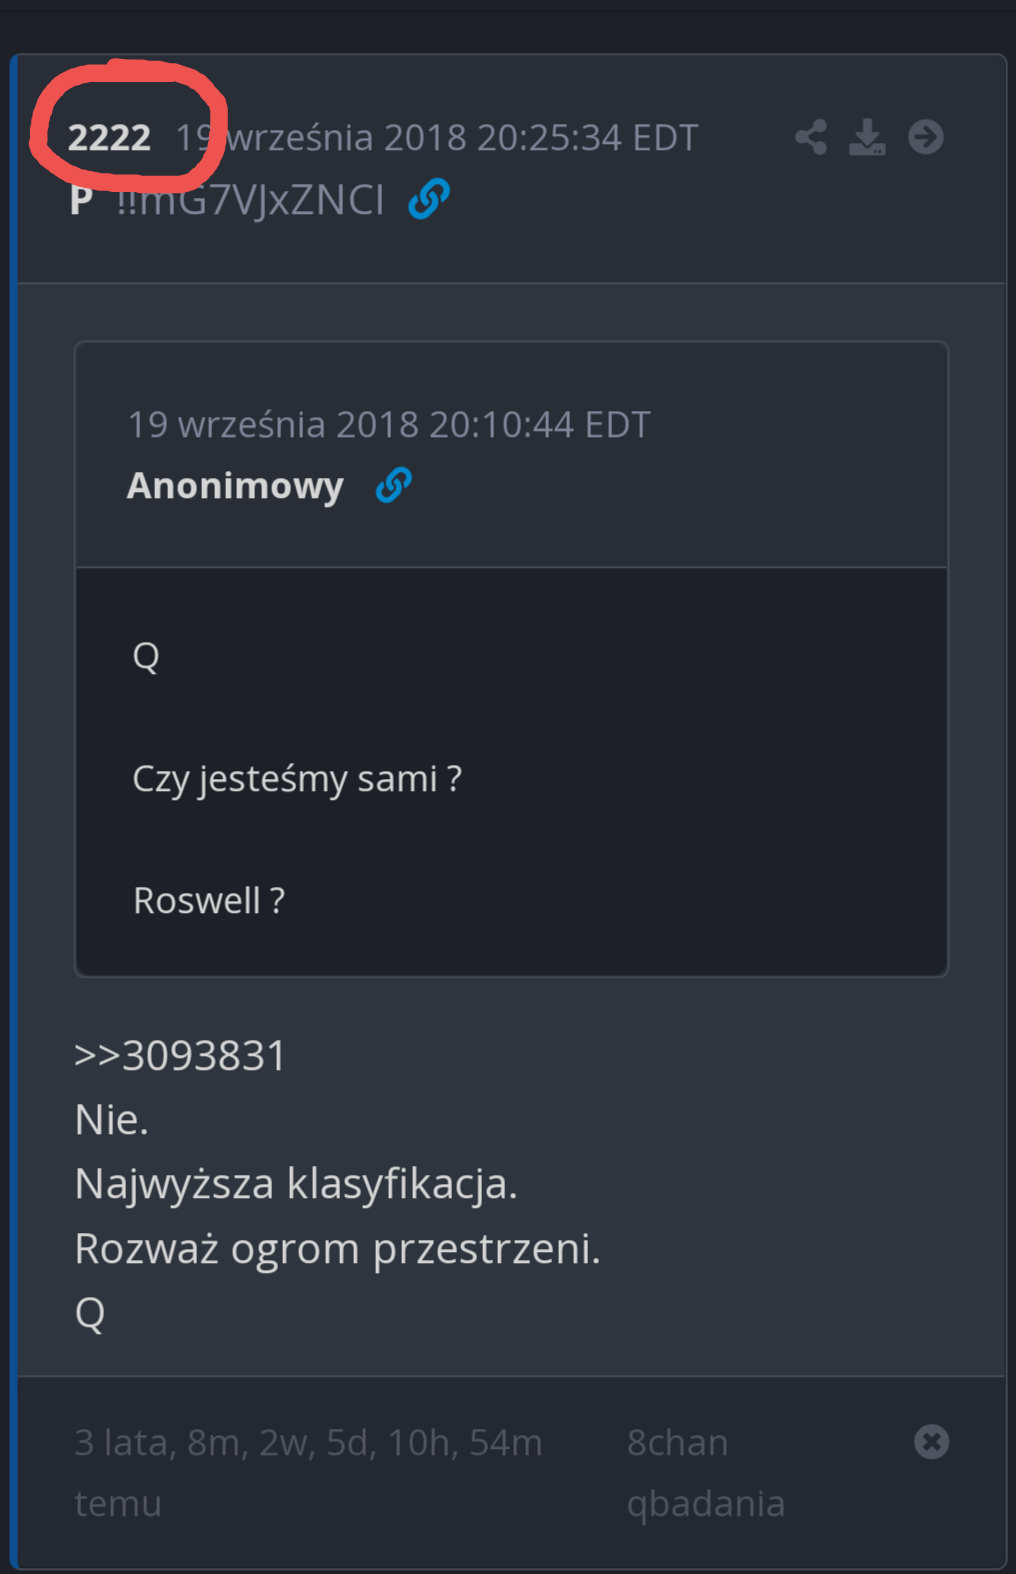 2222 19 września 2018 20:25:34 EDT
P !!mG7VJxZNCI
19 września 2018 20:10:44 EDT
Anonimowy
Q
Czy jesteśmy sami ?
Roswell ?
>>3093831
Nie.
Najwyższa klasyfikacja.
Rozważ ogrom przestrzeni.
Q
3 lata, 8m, 2w, 5d, 10h, 54m temu
8chan qbadania